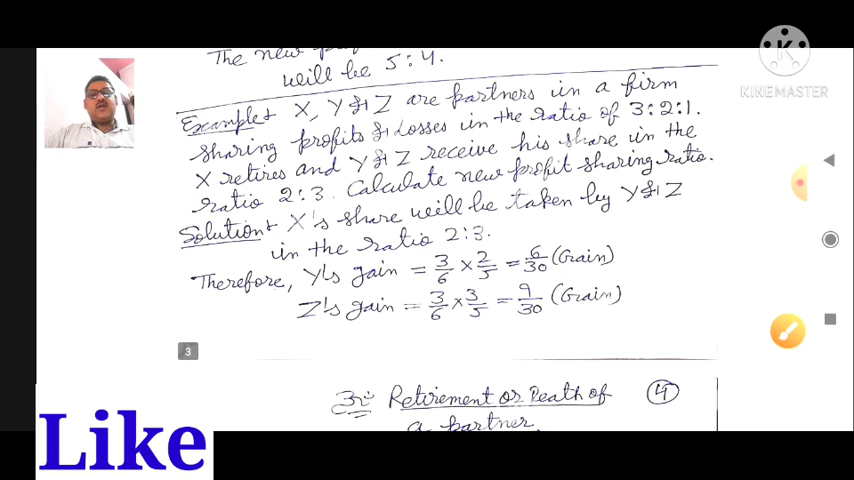 The new
will be 5:4.
KINEMASTER
Example→ X, Y & Z are partners in a firm
sharing profits & Losses in the ratio of 3:2:1.
X retires and Y & Z receive his share in the
ratio 2:3. Calculate new profit sharing ratio.
Solution→ X's share will be taken by Y & Z
in the ratio 2:3.
Therefore, Y's gain = 3/6 × 2/5 = 6/30 (Gain)
Z's gain = 3/6 × 3/5 = 9/30 (Gain)
3
Retirement or Death of
4
a partner.
Like